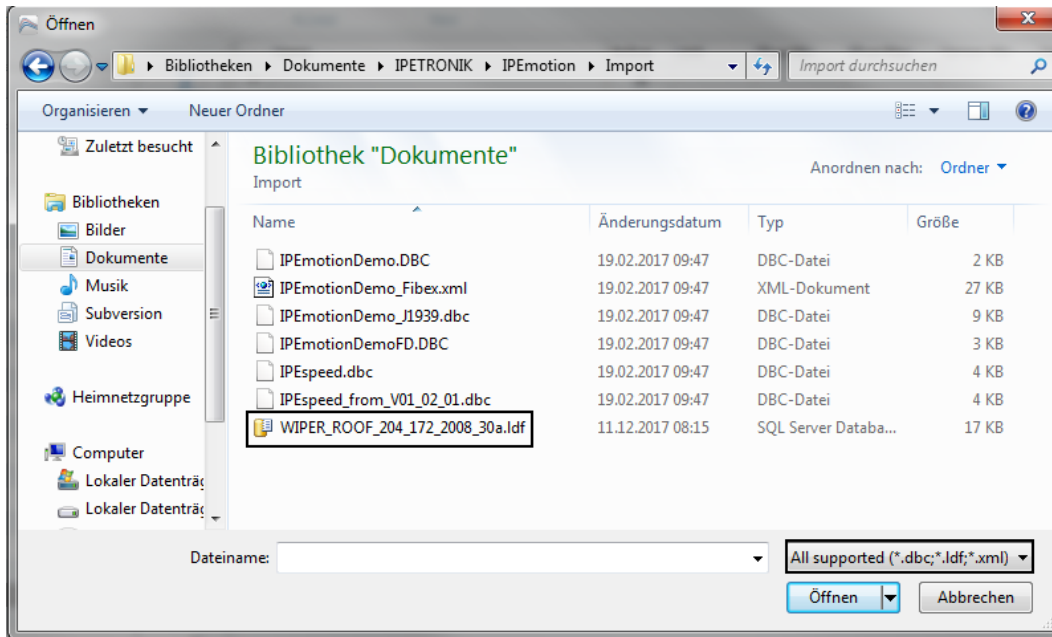 Öffnen
Bibliotheken Dokumente IPETRONIK IPEmotion Import Import durchsuchen
Organisieren Neuer Ordner
Zuletzt besucht
Bibliotheken
Bilder
Dokumente
Musik
Subversion
Videos
Heimnetzgruppe
Computer
Lokaler Datenträg
Lokaler Datenträg
Bibliothek "Dokumente"
Import
Anordnen nach: Ordner
Name Änderungsdatum Typ Größe
IPEmotionDemo.DBC 19.02.2017 09:47 DBC-Datei 2 KB
IPEmotionDemo_Fibex.xml 19.02.2017 09:47 XML-Dokument 27 KB
IPEmotionDemo_J1939.dbc 19.02.2017 09:47 DBC-Datei 9 KB
IPEmotionDemoFD.DBC 19.02.2017 09:47 DBC-Datei 3 KB
IPEspeed.dbc 19.02.2017 09:47 DBC-Datei 4 KB
IPEspeed_from_V01_02_01.dbc 19.02.2017 09:47 DBC-Datei 4 KB
WIPER_ROOF_204_172_2008_30a.ldf 11.12.2017 08:15 SQL Server Databa... 17 KB
Dateiname:
All supported (*.dbc;*.ldf;*.xml)
Öffnen Abbrechen